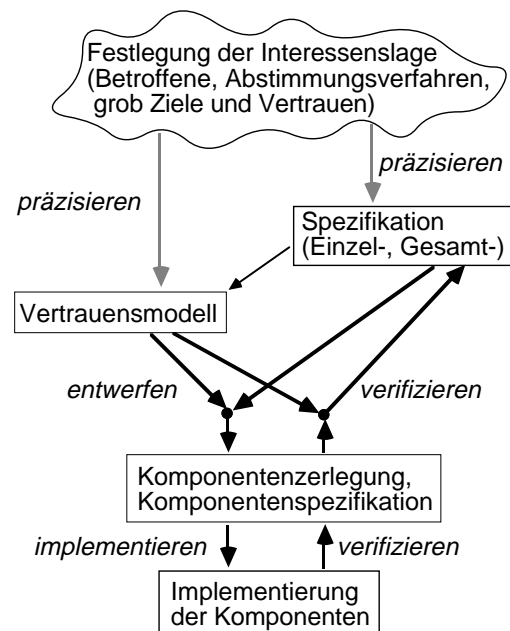 Festlegung der Interessenslage
(Betroffene, Abstimmungsverfahren,
grob Ziele und Vertrauen)
präzisieren
präzisieren
Spezifikation
(Einzel-, Gesamt-)
Vertrauensmodell
entwerfen
verifizieren
Komponentenzerlegung,
Komponentenspezifikation
implementieren
verifizieren
Implementierung
der Komponenten